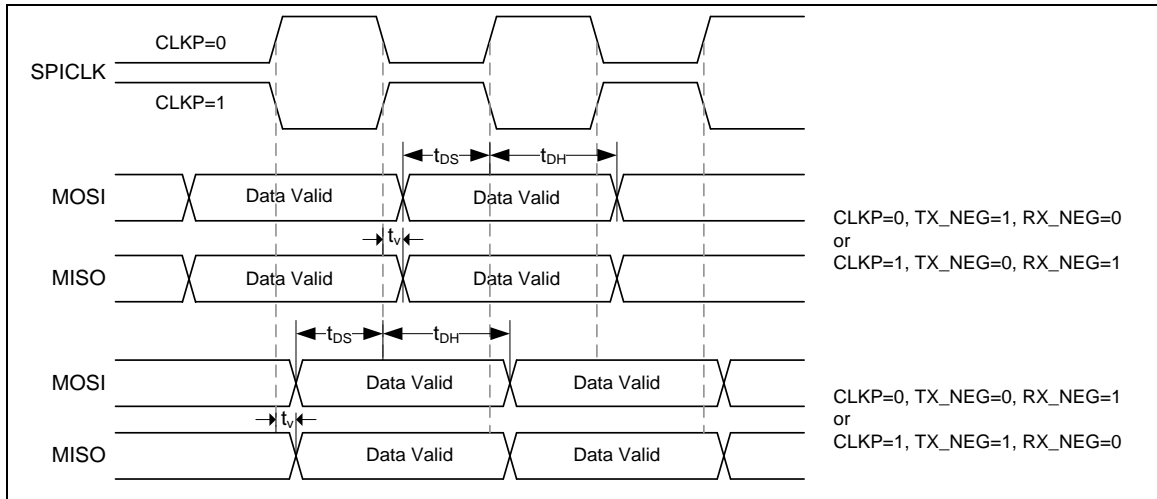 CLKP=0
SPICLK
CLKP=1
tDS
tDH
MOSI
Data Valid
Data Valid
CLKP=0, TX_NEG=1, RX_NEG=0
or
CLKP=1, TX_NEG=0, RX_NEG=1
tv
MISO
Data Valid
Data Valid
tDS
tDH
MOSI
Data Valid
Data Valid
CLKP=0, TX_NEG=0, RX_NEG=1
or
CLKP=1, TX_NEG=1, RX_NEG=0
tv
MISO
Data Valid
Data Valid